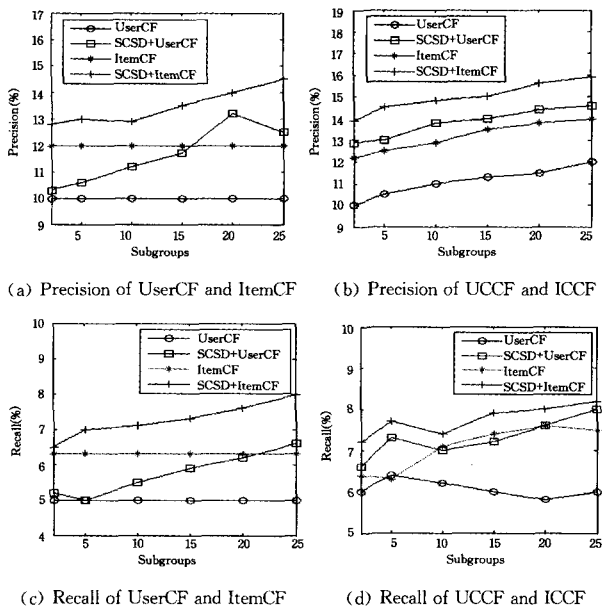 17
16
15
14
13
12
11
10
9
Precision(%)
UserCF
SCSD+UserCF
ItemCF
SCSD+ItemCF
5 10 15 20 25
Subgroups
(a) Precision of UserCF and ItemCF
19
18
17
16
15
14
13
12
11
10
9
Precision(%)
UserCF
SCSD+UserCF
ItemCF
SCSD+ItemCF
5 10 15 20 25
Subgroups
(b) Precision of UCCF and ICCF
10
9
8
7
6
5
4
Recall(%)
UserCF
SCSD+UserCF
ItemCF
SCSD+ItemCF
5 10 15 20 25
Subgroups
(c) Recall of UserCF and ItemCF
10
9
8
7
6
5
Recall(%)
UserCF
SCSD+UserCF
ItemCF
SCSD+ItemCF
5 10 15 20 25
Subgroups
(d) Recall of UCCF and ICCF